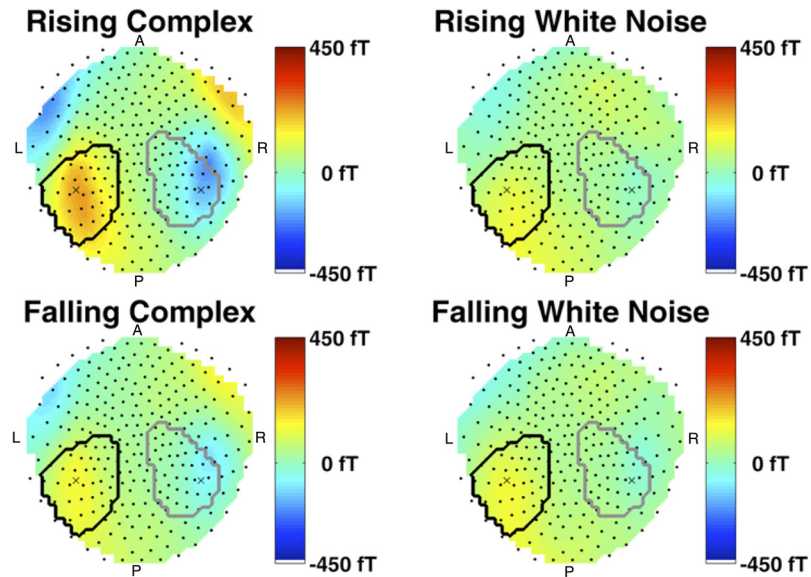 Rising Complex
A
L
R
P
450 fT
0 fT
-450 fT
Rising White Noise
A
L
R
P
450 fT
0 fT
-450 fT
Falling Complex
A
L
R
P
450 fT
0 fT
-450 fT
Falling White Noise
A
L
R
P
450 fT
0 fT
-450 fT